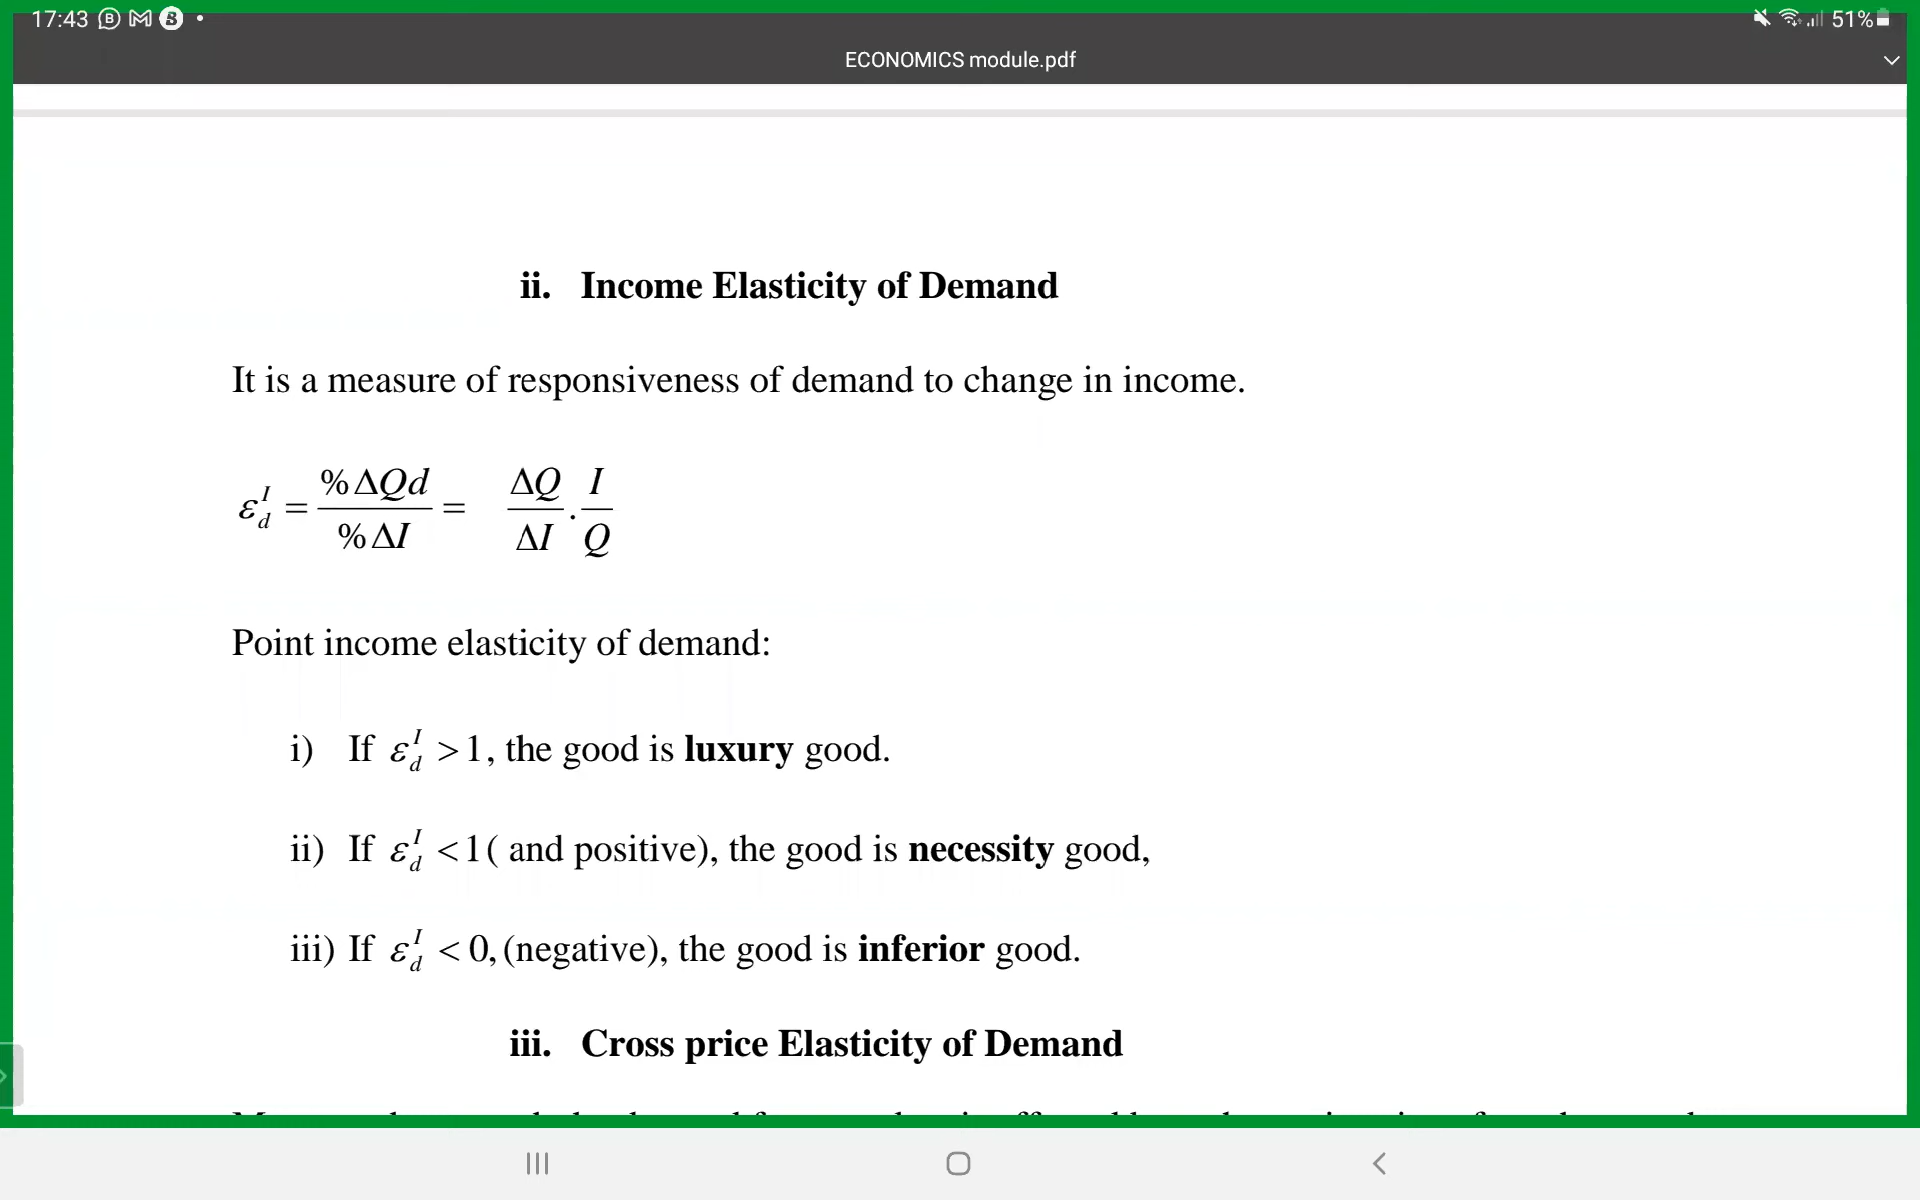 17:43
51%
ECONOMICS module.pdf
ii. Income Elasticity of Demand
It is a measure of responsiveness of demand to change in income.
ε_d^I = %ΔQd / %ΔI = ΔQ/ΔI . I/Q
Point income elasticity of demand:
i) If ε_d^I >1, the good is luxury good.
ii) If ε_d^I <1( and positive), the good is necessity good,
iii) If ε_d^I < 0, (negative), the good is inferior good.
iii. Cross price Elasticity of Demand